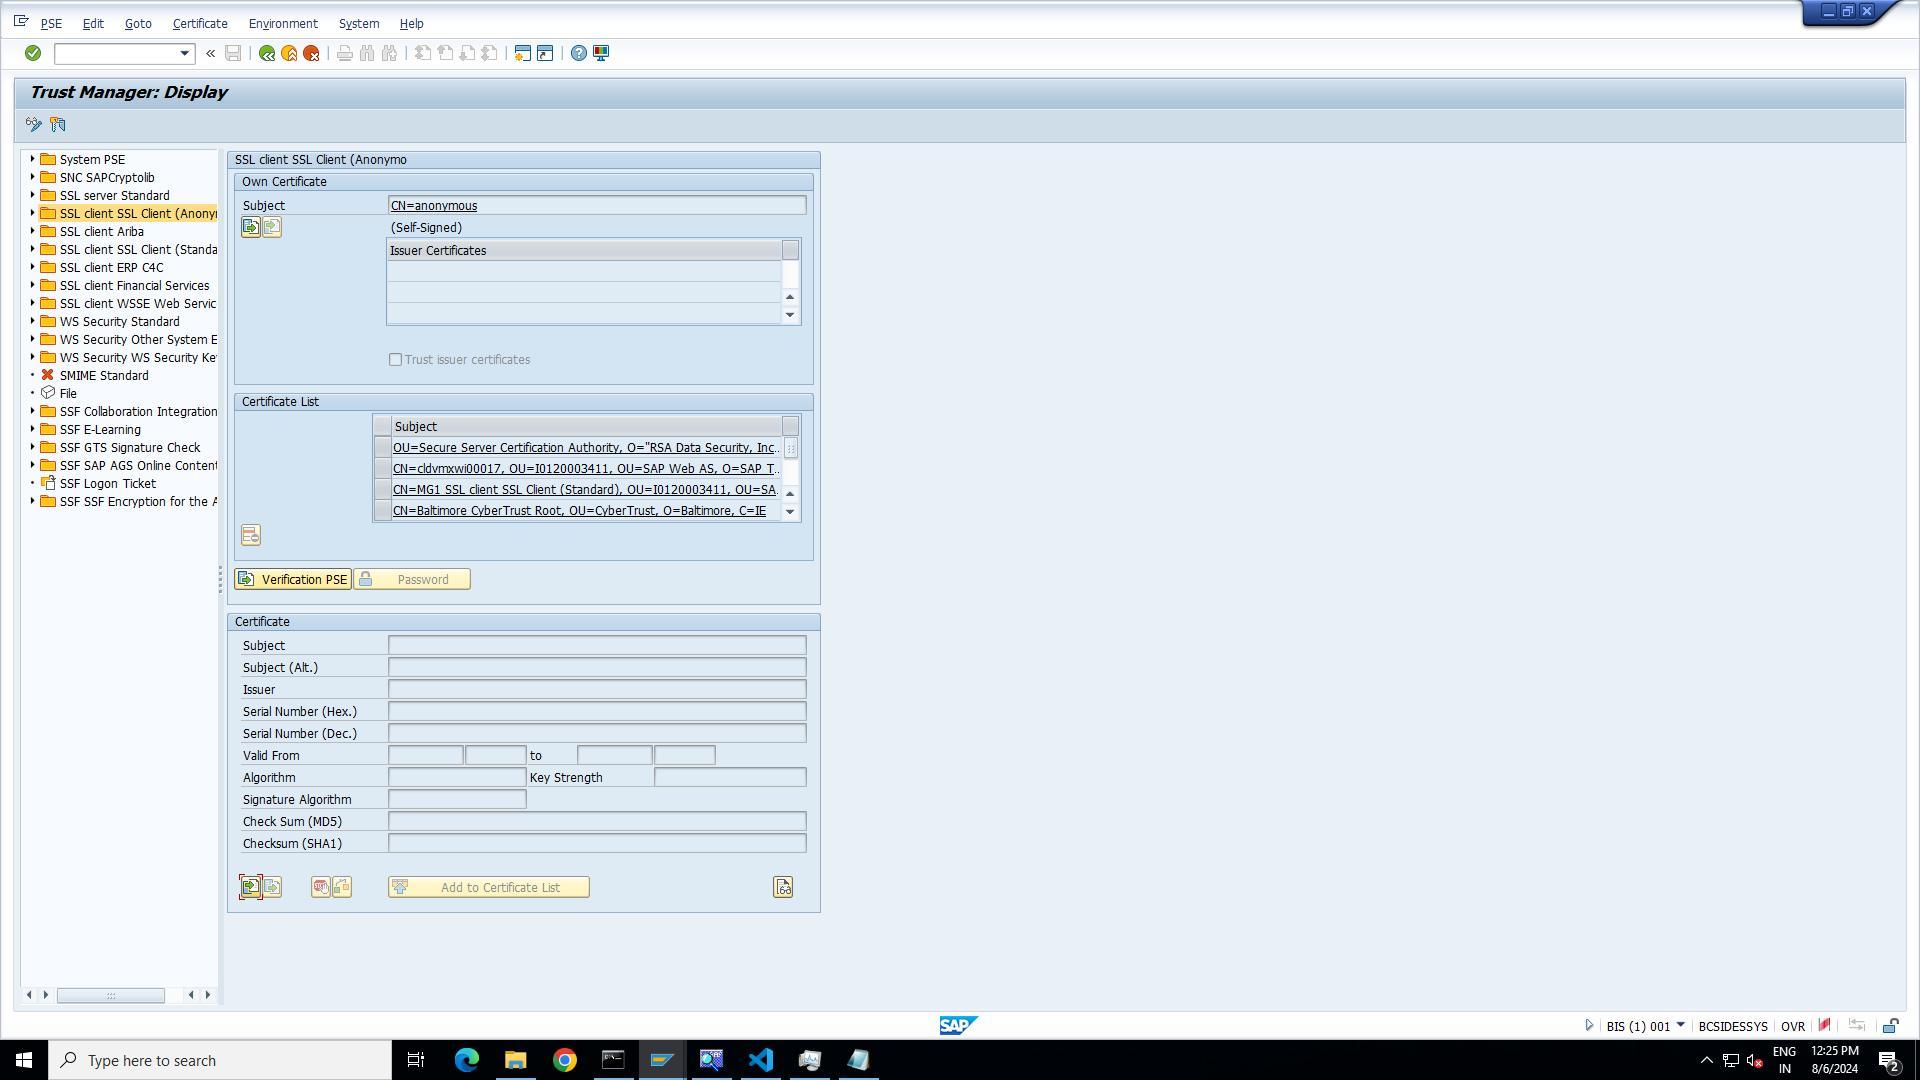 PSE Edit Goto Certificate Environment System Help
Trust Manager: Display
System PSE
SNC SAPCryptolib
SSL server Standard
SSL client SSL Client (Anonyr
SSL client Ariba
SSL client SSL Client (Standa
SSL client ERP C4C
SSL client Financial Services
SSL client WSSE Web Servic
WS Security Standard
WS Security Other System E
WS Security WS Security Ke
SMIME Standard
File
SSF Collaboration Integration
SSF E-Learning
SSF GTS Signature Check
SSF SAP AGS Online Content
SSF Logon Ticket
SSF SSF Encryption for the A
SSL client SSL Client (Anonymo
Own Certificate
Subject CN=anonymous
(Self-Signed)
Issuer Certificates
Trust issuer certificates
Certificate List
Subject
OU=Secure Server Certification Authority, O="RSA Data Security, Inc..
CN=cldvmxwi00017, OU=I0120003411, OU=SAP Web AS, O=SAP T..
CN=MG1 SSL client SSL Client (Standard), OU=I0120003411, OU=SA.
CN=Baltimore CyberTrust Root, OU=CyberTrust, O=Baltimore, C=IE
Verification PSE Password
Certificate
Subject
Subject (Alt.)
Issuer
Serial Number (Hex.)
Serial Number (Dec.)
Valid From to
Algorithm Key Strength
Signature Algorithm
Check Sum (MD5)
Checksum (SHA1)
Add to Certificate List
SAP
BIS (1) 001 BCSIDESSYS OVR
Type here to search
ENG
IN
12:25 PM
8/6/2024
2